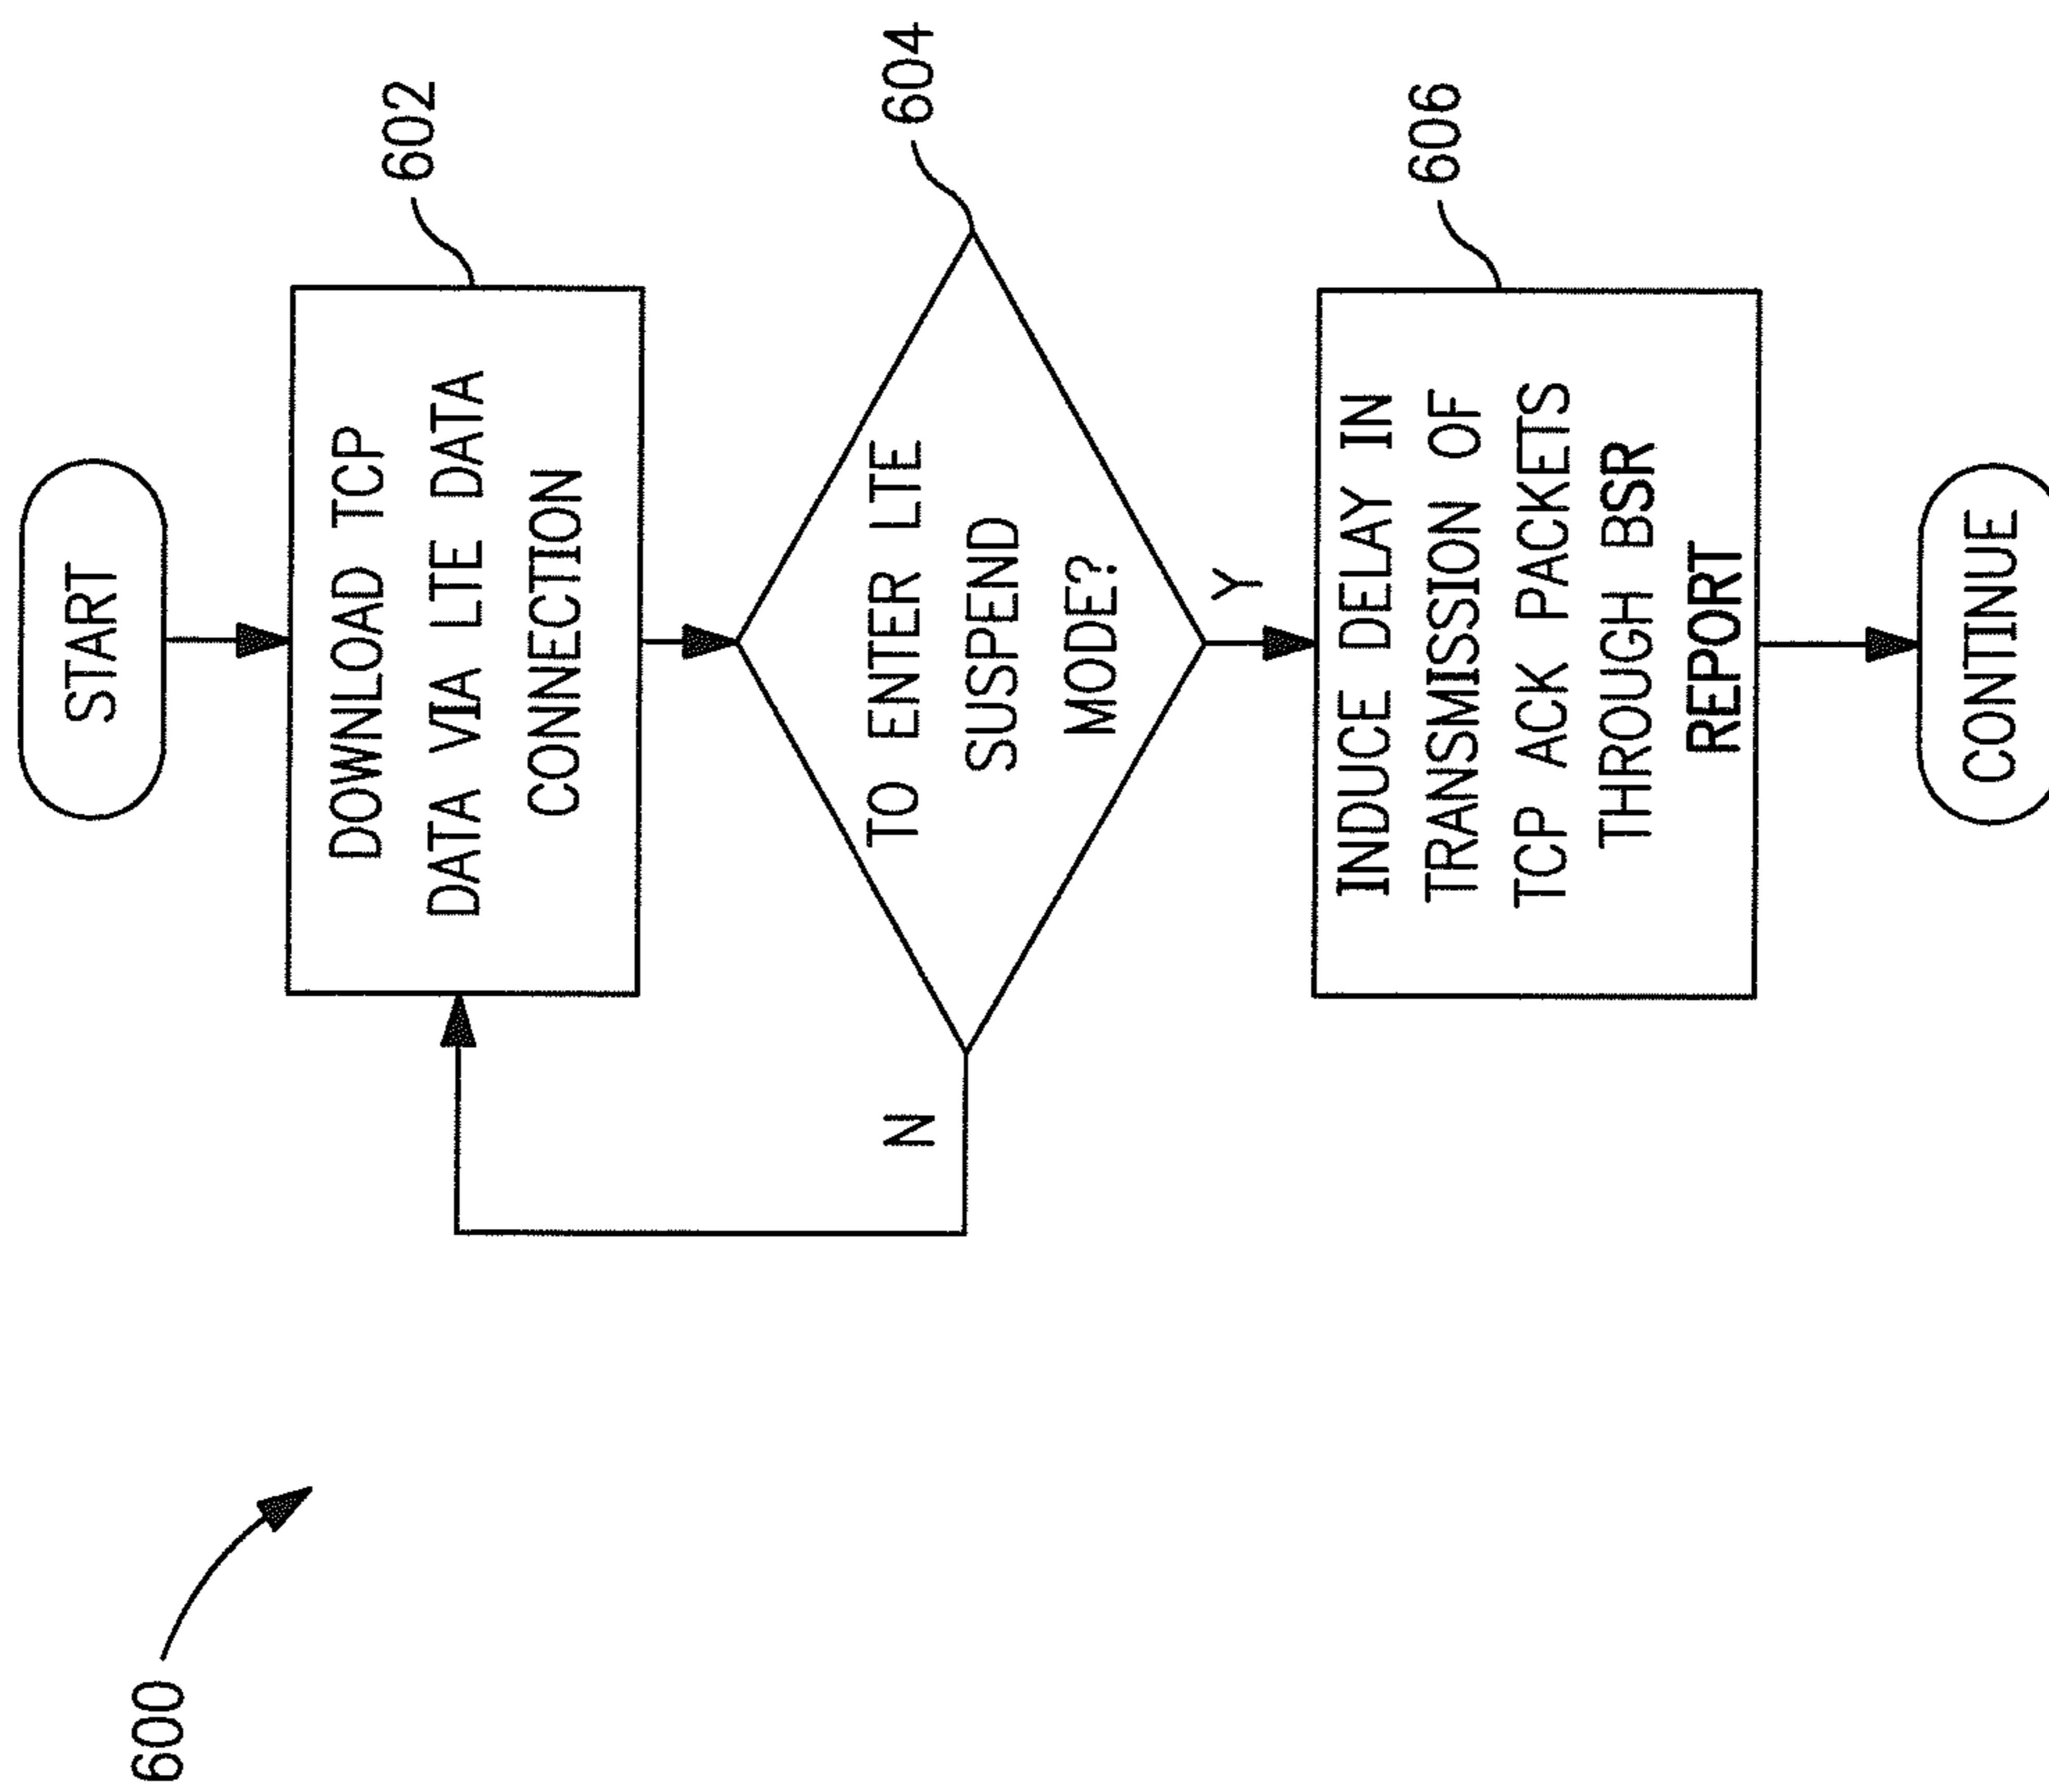 600
START
DOWNLOAD TCP
DATA VIA LTE DATA
CONNECTION
602
TO ENTER LTE
SUSPEND
MODE?
604
N
Y
INDUCE DELAY IN
TRANSMISSION OF
TCP ACK PACKETS
THROUGH BSR
REPORT
606
CONTINUE